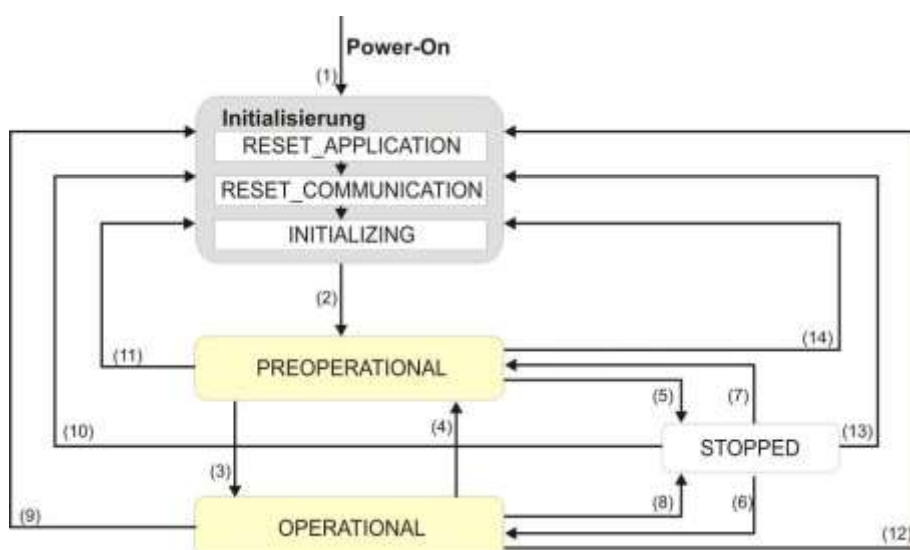 Power-On
(1)
Initialisierung
RESET_APPLICATION
RESET_COMMUNICATION
INITIALIZING
(2)
(14)
(11)
PREOPERATIONAL
(5)
(7)
(10)
(4)
(13)
STOPPED
(3)
(8)
(6)
(9)
OPERATIONAL
(12)